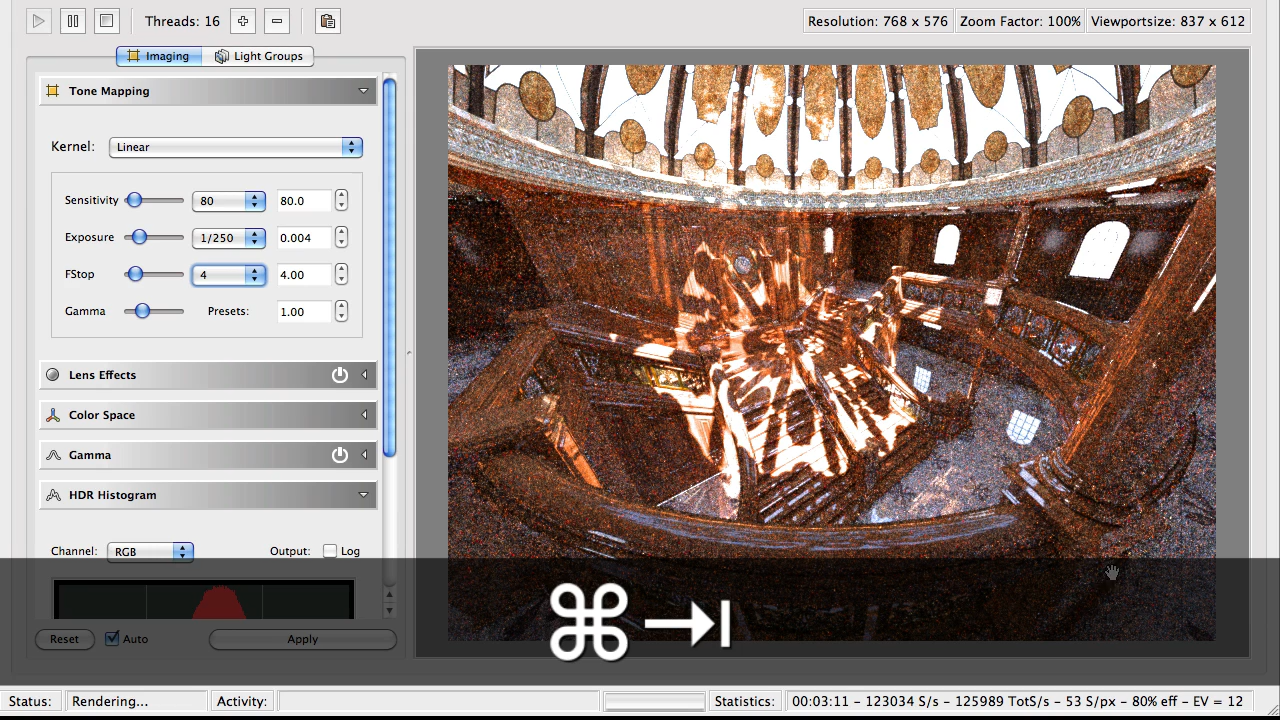 Threads: 16
Resolution: 768 x 576
Zoom Factor: 100%
Viewportsize: 837 x 612
Imaging
Light Groups
Tone Mapping
Kernel: Linear
Sensitivity 80 80.0
Exposure 1/250 0.004
FStop 4 4.00
Gamma Presets: 1.00
Lens Effects
Color Space
Gamma
HDR Histogram
Channel: RGB Output: Log
Reset Auto Apply
⌘⇥
Status: Rendering... Activity: Statistics: 00:03:11 – 123034 S/s – 125989 TotS/s – 53 S/px – 80% eff – EV = 12